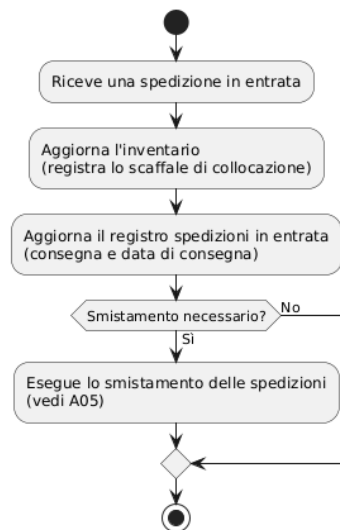 Riceve una spedizione in entrata
Aggiorna l'inventario
(registra lo scaffale di collocazione)
Aggiorna il registro spedizioni in entrata
(consegna e data di consegna)
Smistamento necessario?
No
Sì
Esegue lo smistamento delle spedizioni
(vedi A05)